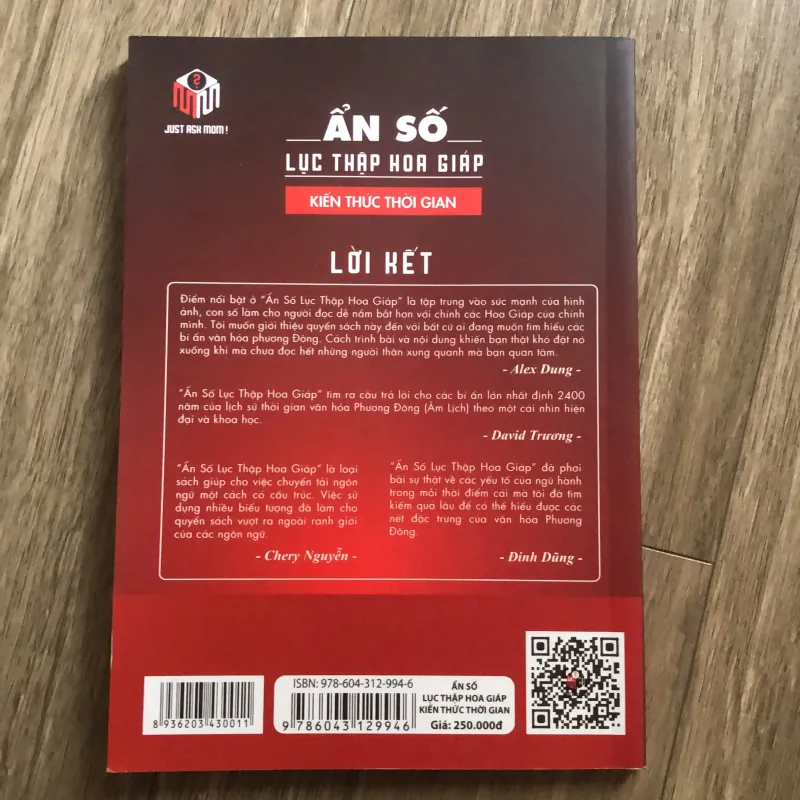 JUST ASK MOM!
ẨN SỐ
LỤC THẬP HOA GIÁP
KIẾN THỨC THỜI GIAN
LỜI KẾT
Điểm nổi bật ở "Ẩn Số Lục Thập Hoa Giáp" là tập trung vào sức mạnh của hình
ảnh, con số làm cho người đọc dễ nắm bắt hơn với chính các Hoa Giáp của chính
mình. Tôi muốn giới thiệu quyển sách này đến với bất cứ ai đang muốn tìm hiểu các
bí ẩn văn hóa phương Đông. Cách trình bài và nội dung khiến bạn thật khó đặt nó
xuống khi mà chưa đọc hết những người thân xung quanh mà bạn quan tâm.
- Alex Dung -
"Ẩn Số Lục Thập Hoa Giáp" tìm ra câu trả lời cho các bí ẩn lớn nhất định 2400
năm của lịch sử thời gian văn hóa Phương Đông (Âm Lịch) theo một cái nhìn hiện
đại và khoa học.
- David Trương -
"Ẩn Số Lục Thập Hoa Giáp" là loại
sách giúp cho việc chuyển tải ngôn
ngữ một cách có cấu trúc. Việc sử
dụng nhiều biểu tượng đã làm cho
quyển sách vượt ra ngoài ranh giới
của các ngôn ngữ.
- Chery Nguyễn -
"Ẩn Số Lục Thập Hoa Giáp" đã phơi
bài sự thật về các yếu tố của ngũ hành
trong mỗi thời điểm cái mà tôi đã tìm
kiếm quá lâu để có thể hiểu được các
nét đặc trưng của văn hóa Phương
Đông.
- Đinh Dũng -
8 936203 430011
ISBN: 978-604-312-994-6
9 786043 129946
ẨN SỐ
LỤC THẬP HOA GIÁP
KIẾN THỨC THỜI GIAN
Giá: 250.000đ